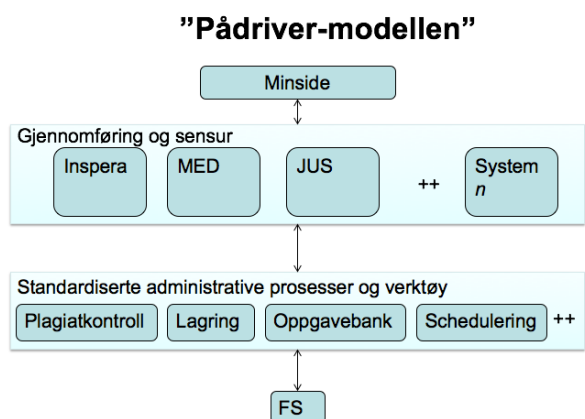 ”Pådriver-modellen”
Minside
Gjennomføring og sensur
Inspera MED JUS ++ System
n
Standardiserte administrative prosesser og verktøy
Plagiatkontroll Lagring Oppgavebank Schedulering ++
FS